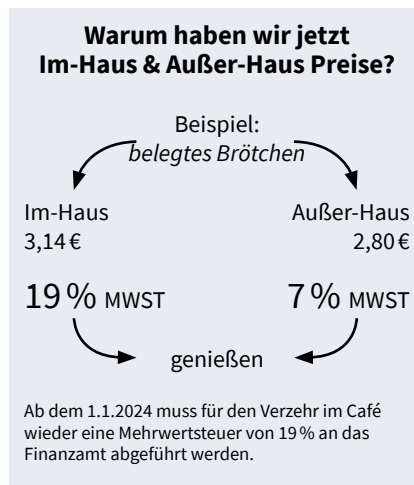 Warum haben wir jetzt
Im-Haus & Außer-Haus Preise?
Beispiel:
belegtes Brötchen
Im-Haus
3,14 €
Außer-Haus
2,80 €
19 % MWST
7 % MWST
genießen
Ab dem 1.1.2024 muss für den Verzehr im Café
wieder eine Mehrwertsteuer von 19 % an das
Finanzamt abgeführt werden.